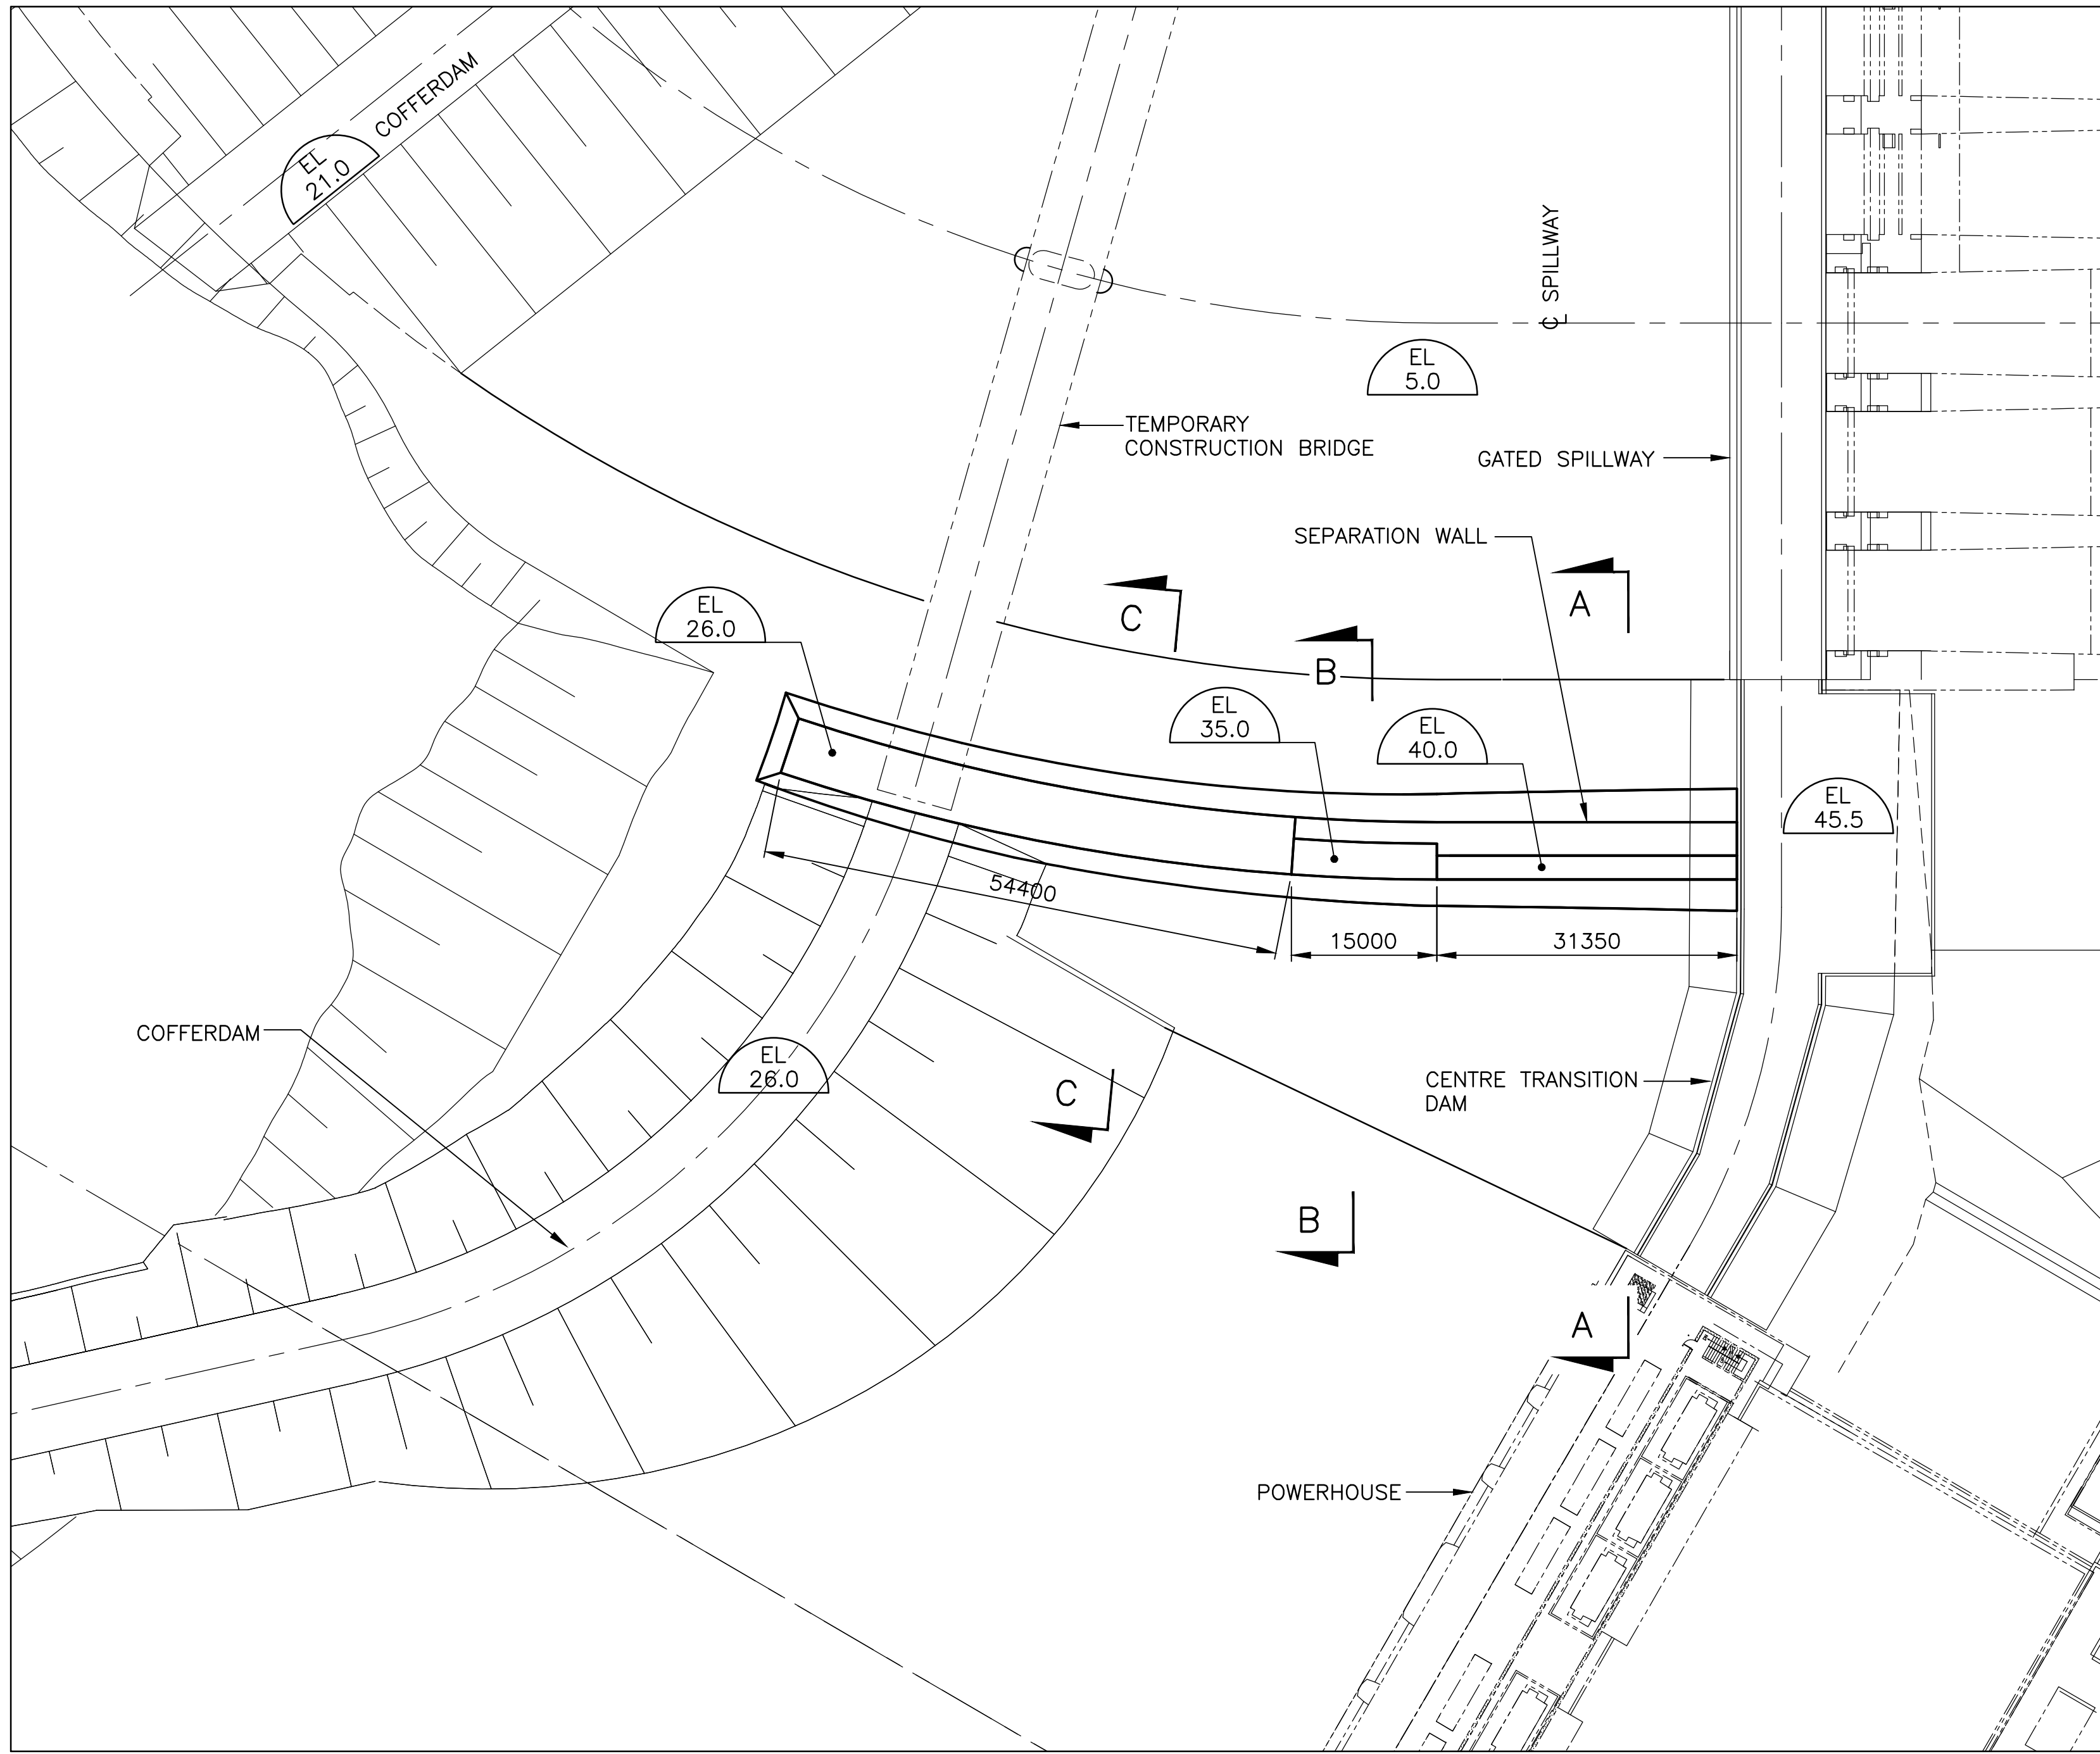 COFFERDAM
EL
21.0
℄ SPILLWAY
EL
5.0
TEMPORARY
CONSTRUCTION BRIDGE
GATED SPILLWAY
SEPARATION WALL
A
C
B
EL
26.0
EL
35.0
EL
40.0
EL
45.5
54400
15000
31350
COFFERDAM
EL
26.0
C
CENTRE TRANSITION
DAM
B
A
POWERHOUSE